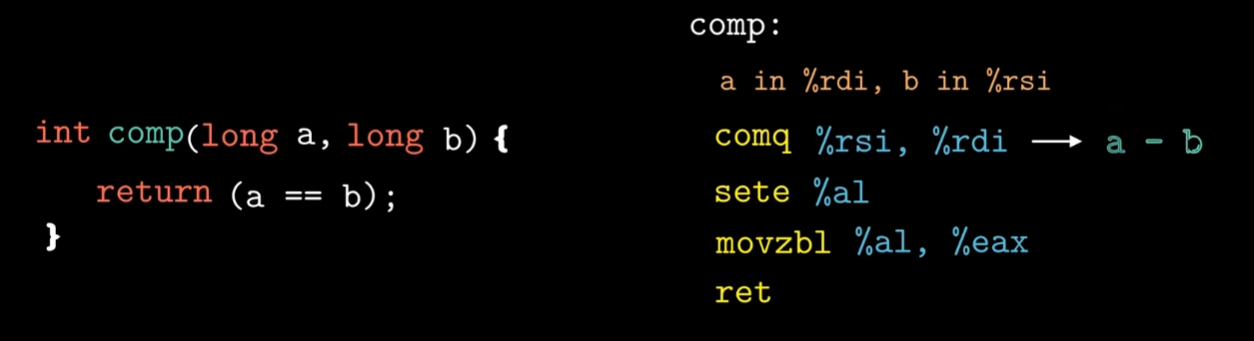 int comp(long a, long b) {
return (a == b);
}
comp:
a in %rdi, b in %rsi
comq %rsi, %rdi ⟶ a - b
sete %al
movzbl %al, %eax
ret